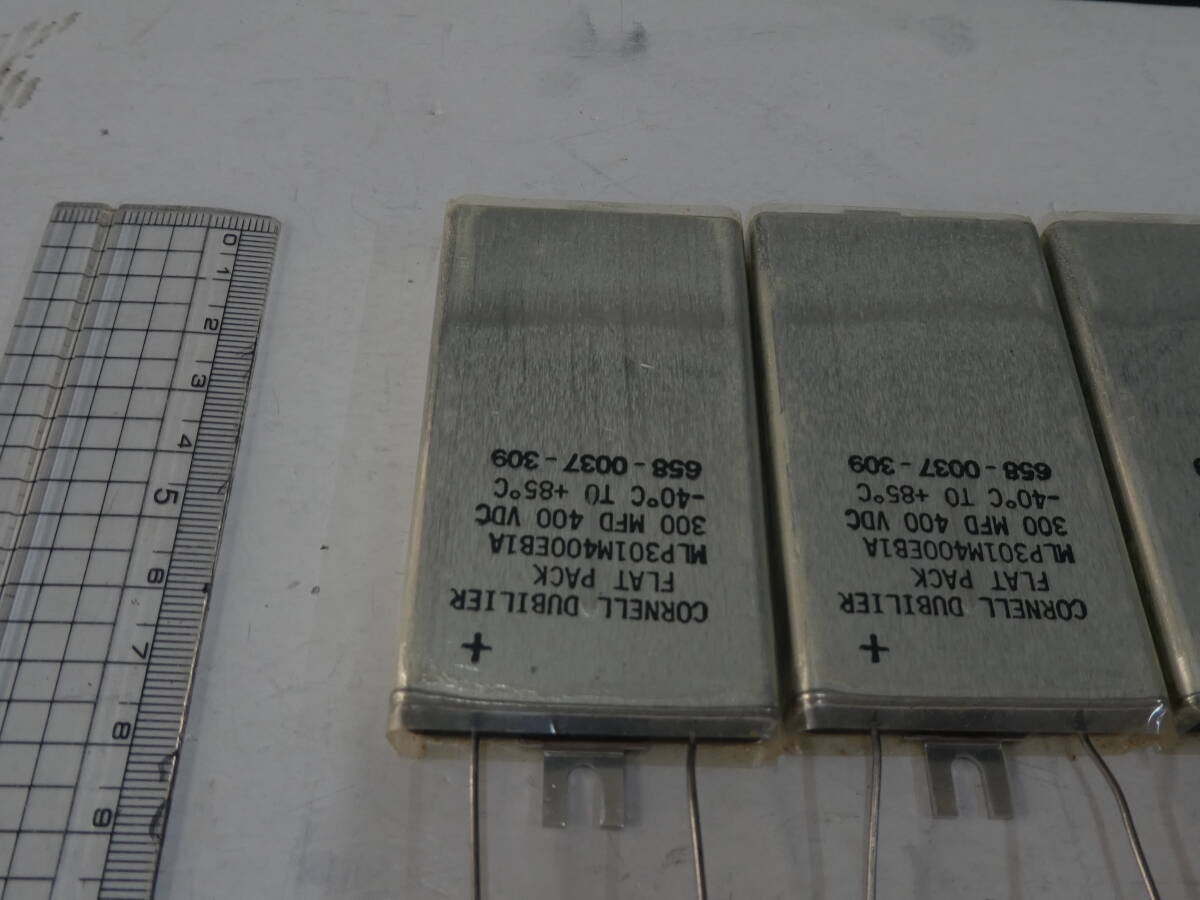 0
1
2
3
4
5
6
7
8
9
CORNELL DUBILIER
FLAT PACK
MLP301M400EB1A
300 MFD 400 VDC
-40°C TO +85°C
658-0037-309
+
CORNELL DUBILIER
FLAT PACK
MLP301M400EB1A
300 MFD 400 VDC
-40°C TO +85°C
658-0037-309
+